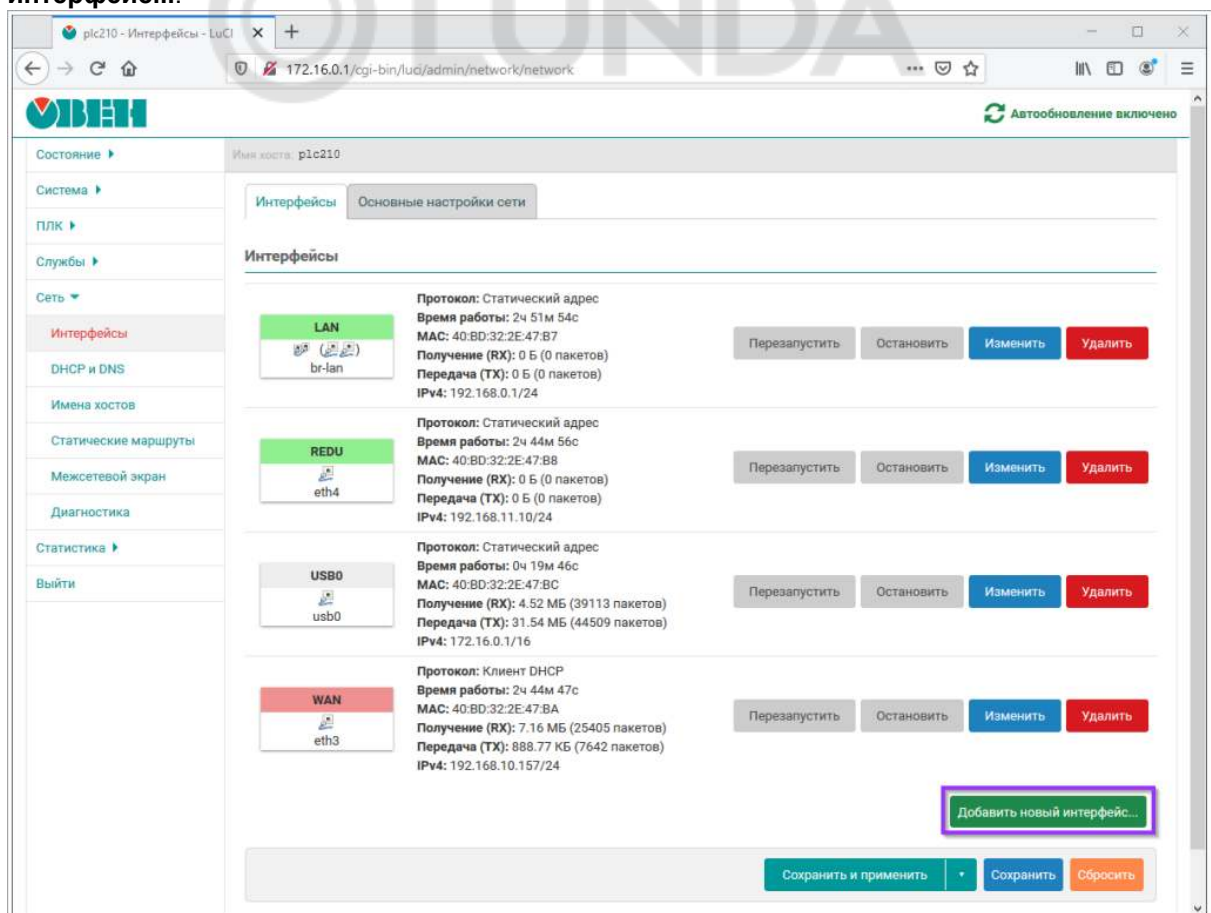 интерфейс...
LUNDA
plc210 - Интерфейсы - LuCI
172.16.0.1/cgi-bin/luci/admin/network/network
ОВЕН
Автообновление включено
Состояние
Система
ПЛК
Службы
Сеть
Интерфейсы
DHCP и DNS
Имена хостов
Статические маршруты
Межсетевой экран
Диагностика
Статистика
Выйти
Имя хоста: plc210
Интерфейсы
Основные настройки сети
Интерфейсы
LAN
br-lan
Протокол: Статический адрес
Время работы: 2ч 51м 54с
MAC: 40:BD:32:2E:47:B7
Получение (RX): 0 Б (0 пакетов)
Передача (TX): 0 Б (0 пакетов)
IPv4: 192.168.0.1/24
Перезапустить Остановить Изменить Удалить
REDU
eth4
Протокол: Статический адрес
Время работы: 2ч 44м 56с
MAC: 40:BD:32:2E:47:B8
Получение (RX): 0 Б (0 пакетов)
Передача (TX): 0 Б (0 пакетов)
IPv4: 192.168.11.10/24
Перезапустить Остановить Изменить Удалить
USB0
usb0
Протокол: Статический адрес
Время работы: 0ч 19м 46с
MAC: 40:BD:32:2E:47:BC
Получение (RX): 4.52 МБ (39113 пакетов)
Передача (TX): 31.54 МБ (44509 пакетов)
IPv4: 172.16.0.1/16
Перезапустить Остановить Изменить Удалить
WAN
eth3
Протокол: Клиент DHCP
Время работы: 2ч 44м 47с
MAC: 40:BD:32:2E:47:BA
Получение (RX): 7.16 МБ (25405 пакетов)
Передача (TX): 888.77 КБ (7642 пакетов)
IPv4: 192.168.10.157/24
Перезапустить Остановить Изменить Удалить
Добавить новый интерфейс...
Сохранить и применить Сохранить Сбросить